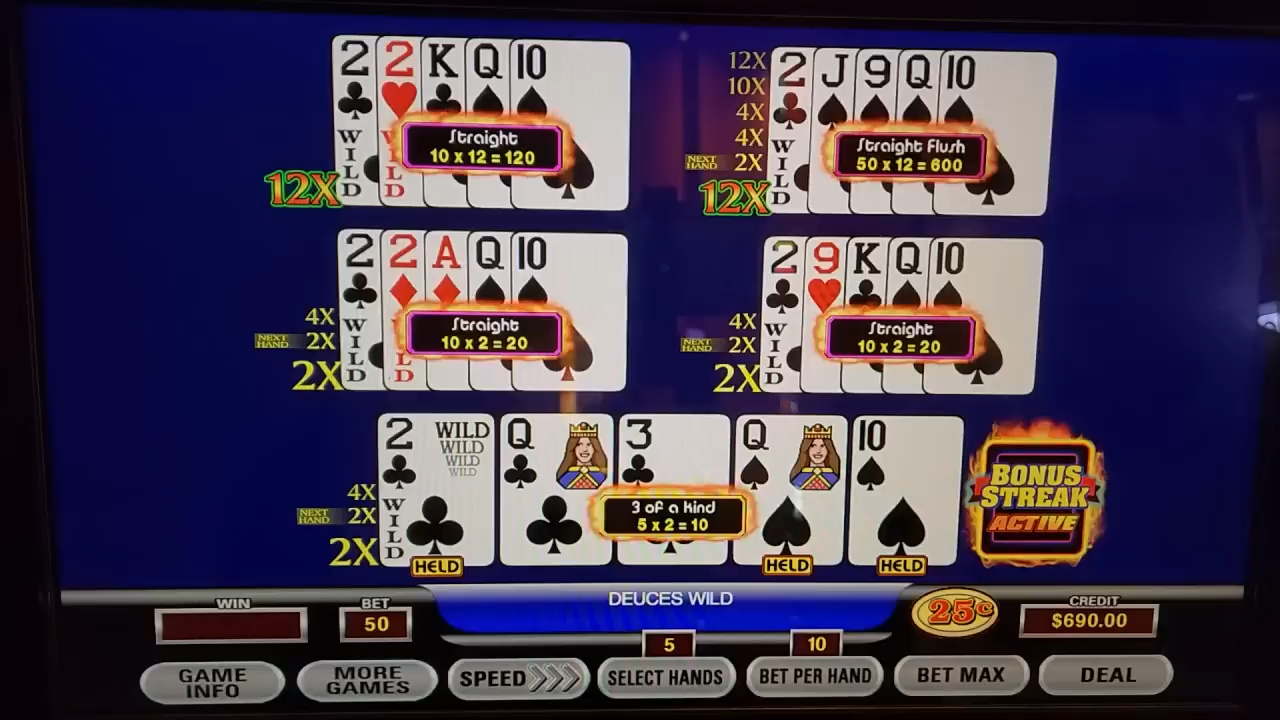 2 2 K Q 10
WILD WILD
Straight
10 x 12 = 120
12X
12X
10X
4X
4X
NEXT HAND 2X
12X
2 J 9 Q 10
WILD
Straight Flush
50 x 12 = 600
2 2 A Q 10
WILD WILD
Straight
10 x 2 = 20
4X
NEXT HAND 2X
2X
2 9 K Q 10
WILD
Straight
10 x 2 = 20
4X
NEXT HAND 2X
2X
2 Q 3 Q 10
WILD
WILD
WILD
WILD
WILD
3 of a kind
5 x 2 = 10
4X
NEXT HAND 2X
2X
HELD HELD HELD
BONUS
STREAK
ACTIVE
WIN
BET
50
DEUCES WILD
25¢
CREDIT
$690.00
5 10
GAME INFO
MORE GAMES
SPEED
SELECT HANDS
BET PER HAND
BET MAX
DEAL